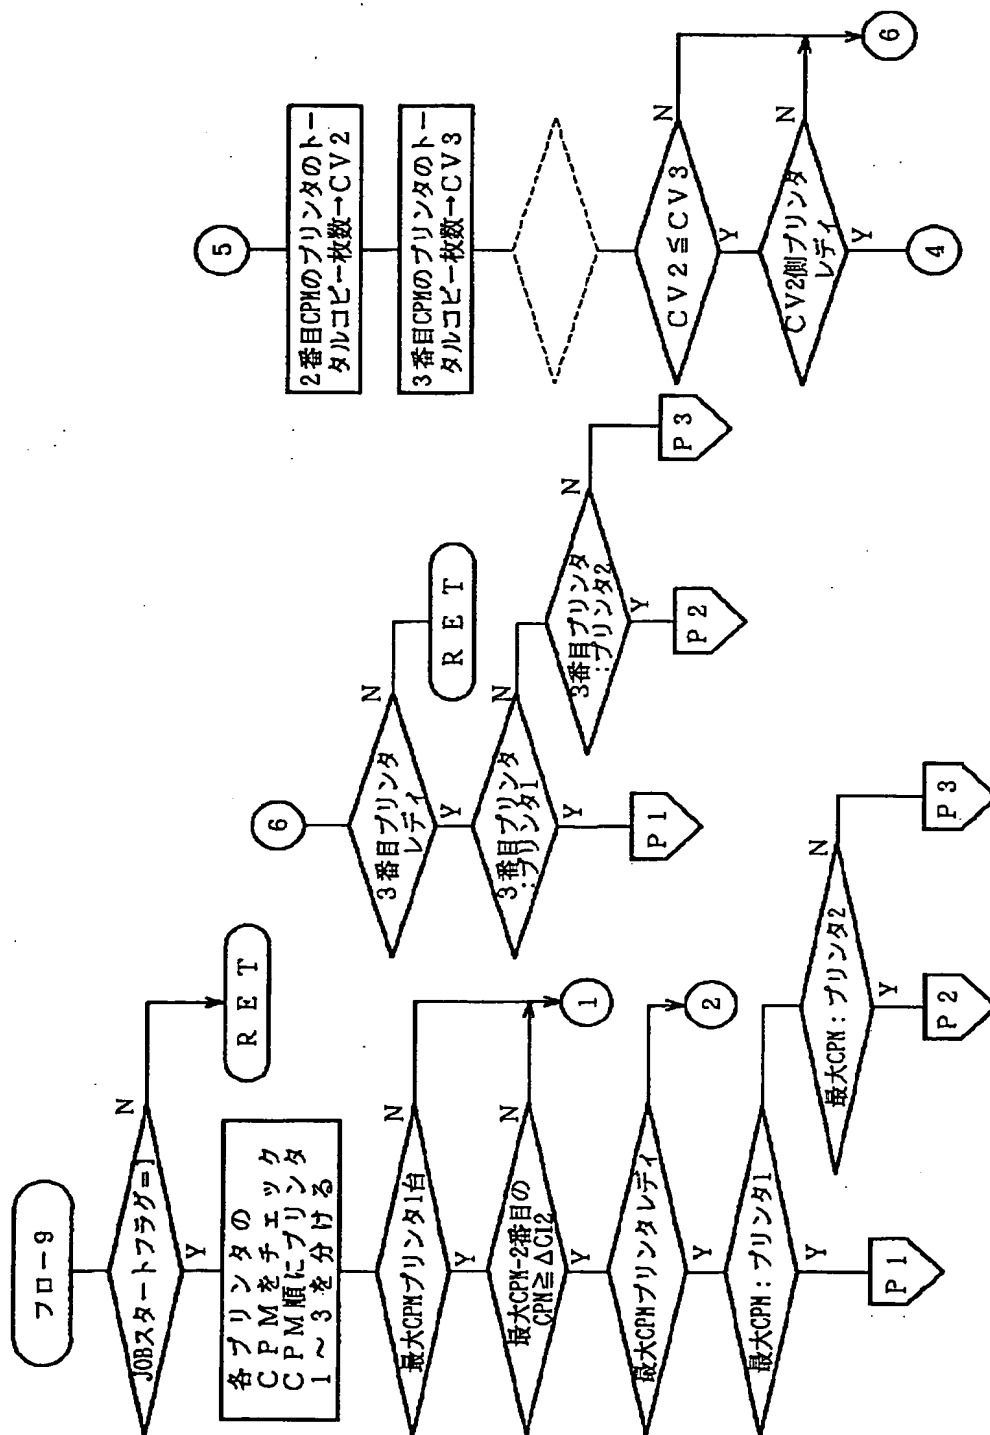 フロー9
JOBスタートフラグ=1
N
Y
R E T
各プリンタの
CPMをチェック
CPM順にプリンタ
1~3を分ける
最大CPMプリンタ1台
N
Y
最大CPM-2番目の
CPM≧△C12
N
Y
1
最大CPMプリンタレディ
Y
2
最大CPM:プリンタ1
Y
P 1
最大CPM:プリンタ2
N
Y
P 2
P 3
6
3番目プリンタ
レディ
N
Y
R E T
3番目プリンタ
:プリンタ1
N
Y
P 1
3番目プリンタ
:プリンタ2
N
Y
P 2
P 3
5
2番目CPMのプリンタのトー
タルコピー枚数→CV2
3番目CPMのプリンタのトー
タルコピー枚数→CV3
CV2≦CV3
N
Y
CV2側プリンタ
レディ
N
Y
4
6